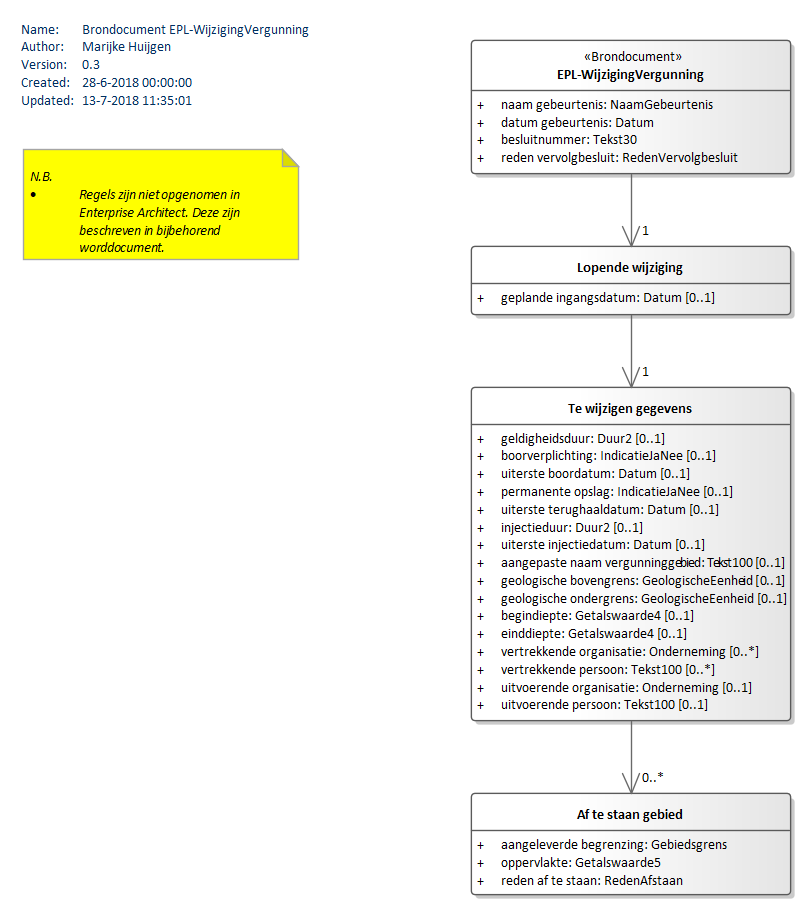 Name: Brondocument EPL-WijzigingVergunning
Author: Marijke Huijgen
Version: 0.3
Created: 28-6-2018 00:00:00
Updated: 13-7-2018 11:35:01
N.B.
• Regels zijn niet opgenomen in
Enterprise Architect. Deze zijn
beschreven in bijbehorend
worddocument.
«Brondocument»
EPL-WijzigingVergunning
+ naam gebeurtenis: NaamGebeurtenis
+ datum gebeurtenis: Datum
+ besluitnummer: Tekst30
+ reden vervolgbesluit: RedenVervolgbesluit
1
Lopende wijziging
+ geplande ingangsdatum: Datum [0..1]
1
Te wijzigen gegevens
+ geldigheidsduur: Duur2 [0..1]
+ boorverplichting: IndicatieJaNee [0..1]
+ uiterste boordatum: Datum [0..1]
+ permanente opslag: IndicatieJaNee [0..1]
+ uiterste terughaaldatum: Datum [0..1]
+ injectieduur: Duur2 [0..1]
+ uiterste injectiedatum: Datum [0..1]
+ aangepaste naam vergunninggebied: Tekst100 [0..1]
+ geologische bovengrens: GeologischeEenheid [0..1]
+ geologische ondergrens: GeologischeEenheid [0..1]
+ begindiepte: Getalswaarde4 [0..1]
+ einddiepte: Getalswaarde4 [0..1]
+ vertrekkende organisatie: Onderneming [0..*]
+ vertrekkende persoon: Tekst100 [0..*]
+ uitvoerende organisatie: Onderneming [0..1]
+ uitvoerende persoon: Tekst100 [0..1]
0..*
Af te staan gebied
+ aangeleverde begrenzing: Gebiedsgrens
+ oppervlakte: Getalswaarde5
+ reden af te staan: RedenAfstaan